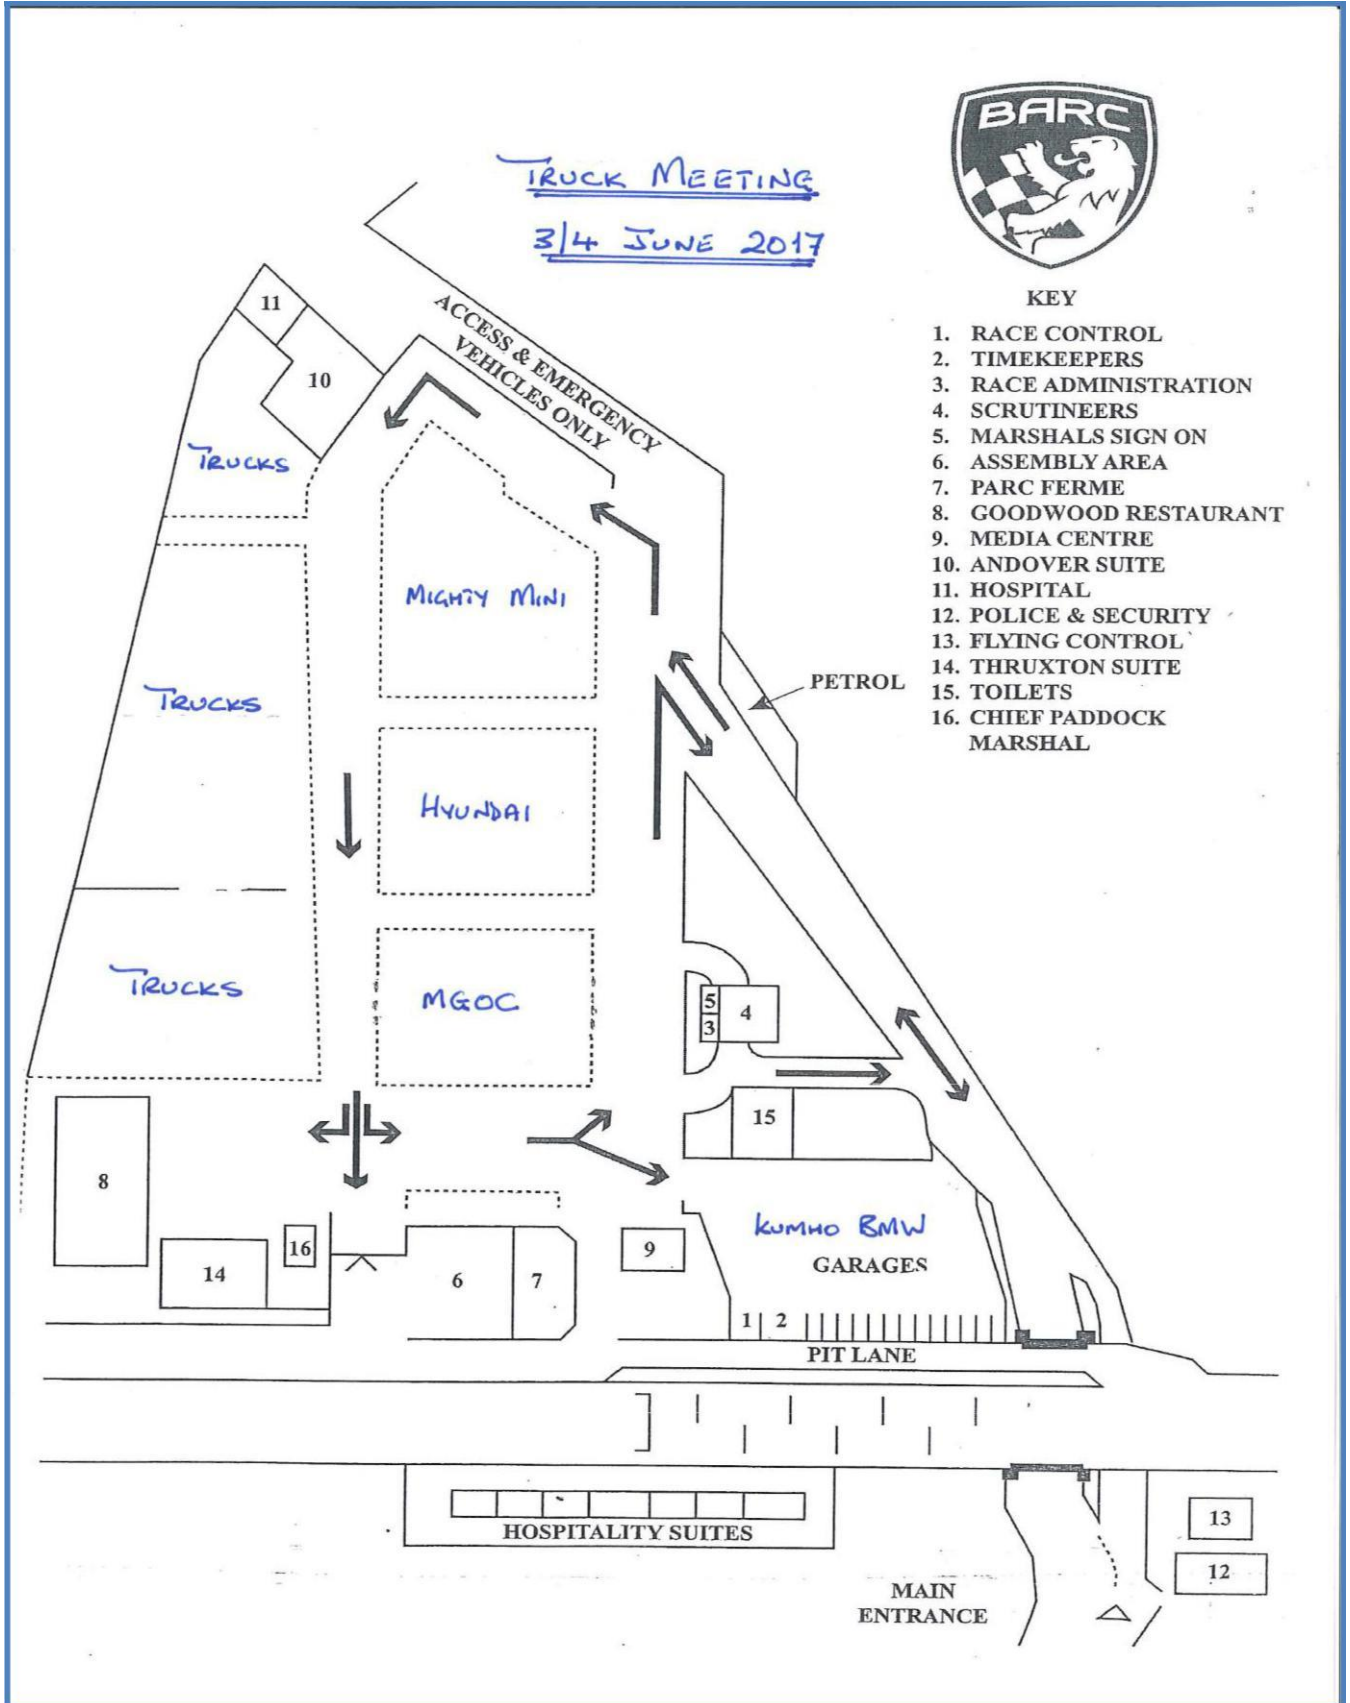 BARC
TRUCK MEETING
3/4 JUNE 2017
KEY
1. RACE CONTROL
2. TIMEKEEPERS
3. RACE ADMINISTRATION
4. SCRUTINEERS
5. MARSHALS SIGN ON
6. ASSEMBLY AREA
7. PARC FERME
8. GOODWOOD RESTAURANT
9. MEDIA CENTRE
10. ANDOVER SUITE
11. HOSPITAL
12. POLICE & SECURITY
13. FLYING CONTROL
14. THRUXTON SUITE
15. TOILETS
16. CHIEF PADDOCK
MARSHAL
ACCESS & EMERGENCY
VEHICLES ONLY
11
10
TRUCKS
MIGHTY MINI
PETROL
TRUCKS
HYUNDAI
TRUCKS
MGOC
5
3
4
15
8
16
14
6
7
9
KUMHO BMW
GARAGES
1
2
PIT LANE
HOSPITALITY SUITES
13
12
MAIN
ENTRANCE